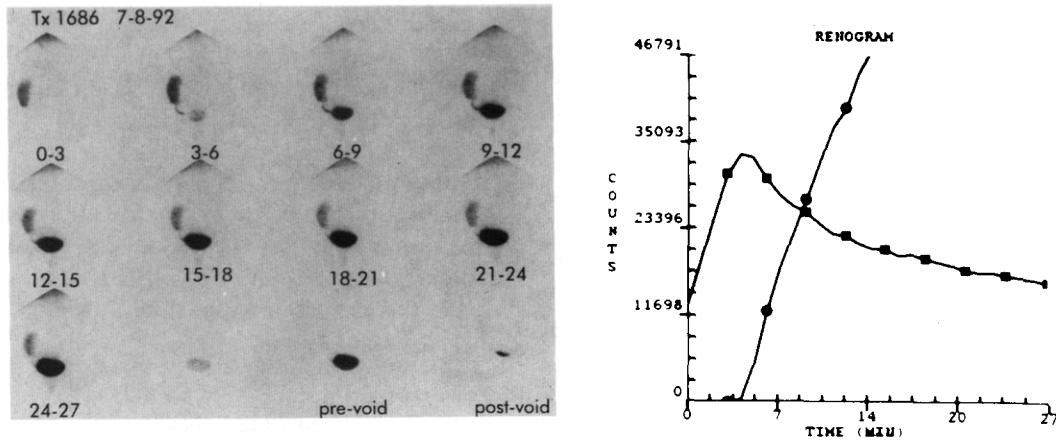 Tx 1686 7-8-92
0-3 3-6 6-9 9-12
12-15 15-18 18-21 21-24
24-27 pre-void post-void
RENOGRAM
46791
35093
23396
11698
0
COUNTS
0 7 14 20 27
TIME (MIN)